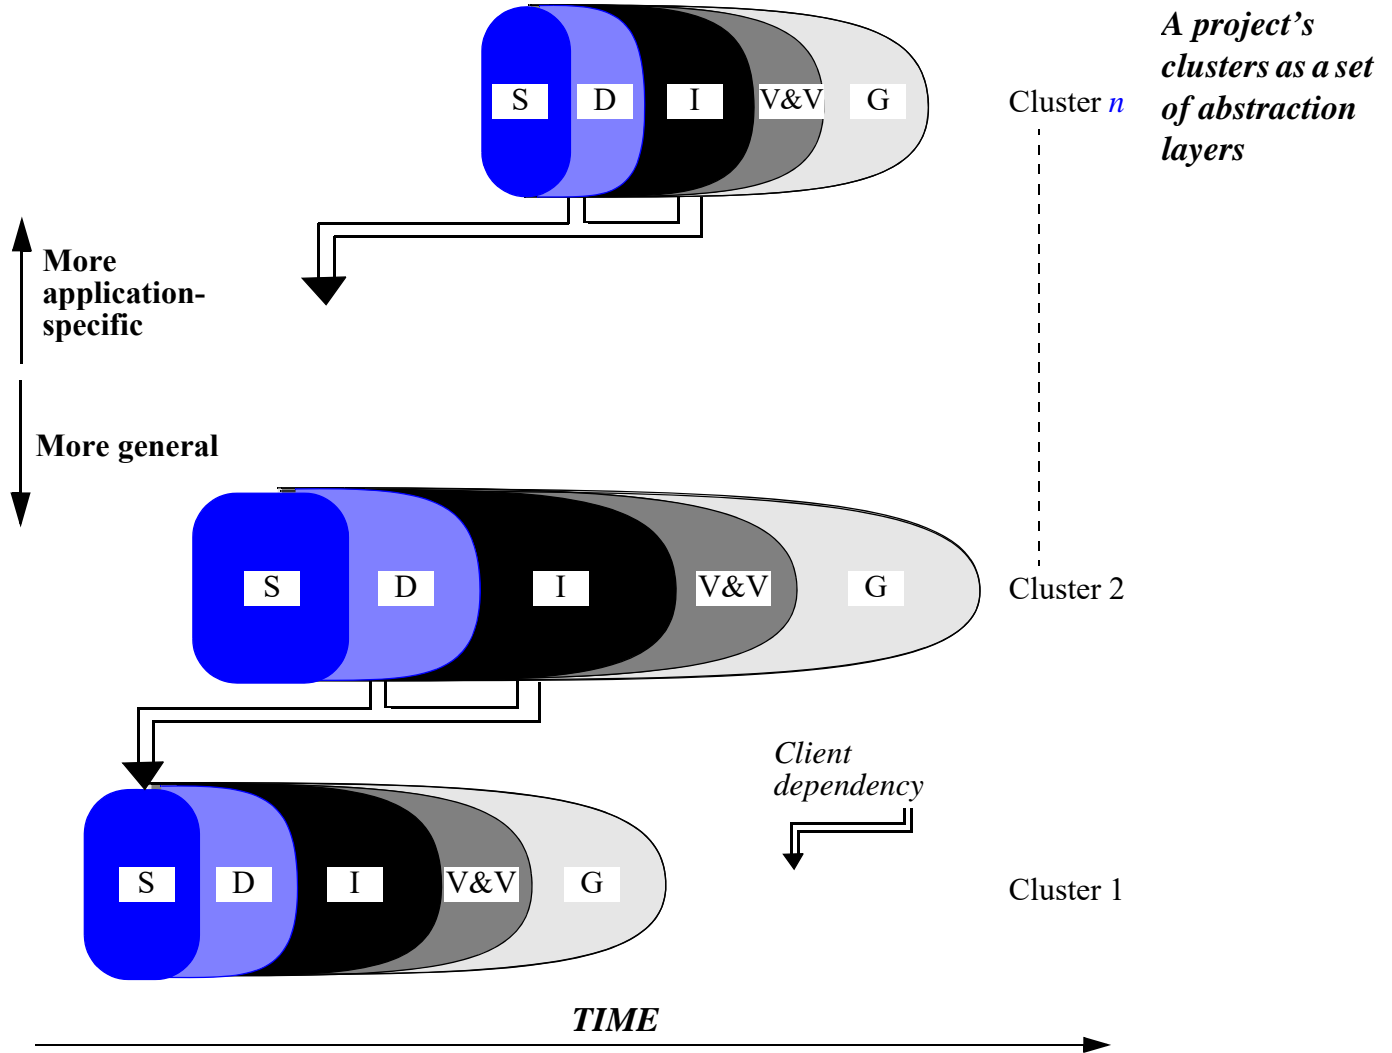 A project’s
clusters as a set
of abstraction
layers
S D I V&V G
Cluster n
More
application-
specific
More general
S D I V&V G
Cluster 2
Client
dependency
S D I V&V G
Cluster 1
TIME